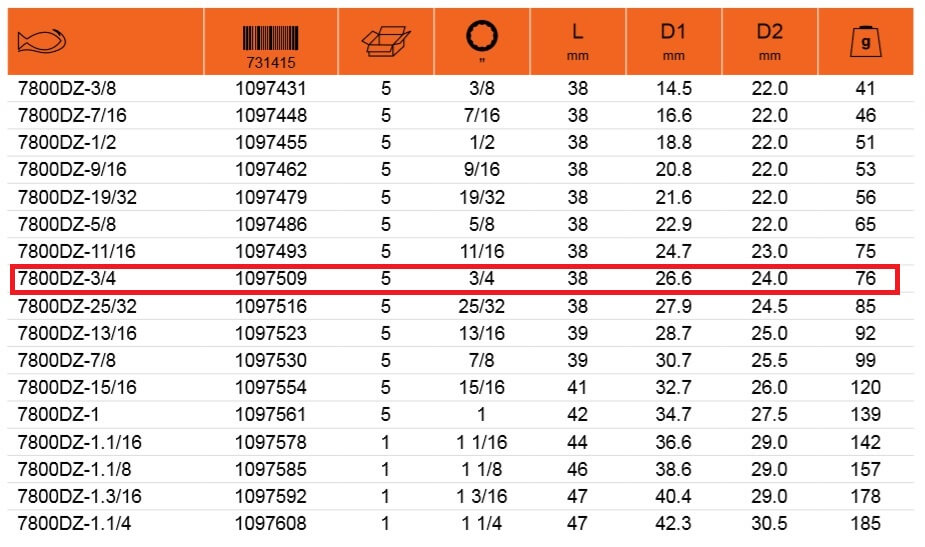 731415 " L mm D1 mm D2 mm g
7800DZ-3/8 1097431 5 3/8 38 14.5 22.0 41
7800DZ-7/16 1097448 5 7/16 38 16.6 22.0 46
7800DZ-1/2 1097455 5 1/2 38 18.8 22.0 51
7800DZ-9/16 1097462 5 9/16 38 20.8 22.0 53
7800DZ-19/32 1097479 5 19/32 38 21.6 22.0 56
7800DZ-5/8 1097486 5 5/8 38 22.9 22.0 65
7800DZ-11/16 1097493 5 11/16 38 24.7 23.0 75
7800DZ-3/4 1097509 5 3/4 38 26.6 24.0 76
7800DZ-25/32 1097516 5 25/32 38 27.9 24.5 85
7800DZ-13/16 1097523 5 13/16 39 28.7 25.0 92
7800DZ-7/8 1097530 5 7/8 39 30.7 25.5 99
7800DZ-15/16 1097554 5 15/16 41 32.7 26.0 120
7800DZ-1 1097561 5 1 42 34.7 27.5 139
7800DZ-1.1/16 1097578 1 1 1/16 44 36.6 29.0 142
7800DZ-1.1/8 1097585 1 1 1/8 46 38.6 29.0 157
7800DZ-1.3/16 1097592 1 1 3/16 47 40.4 29.0 178
7800DZ-1.1/4 1097608 1 1 1/4 47 42.3 30.5 185